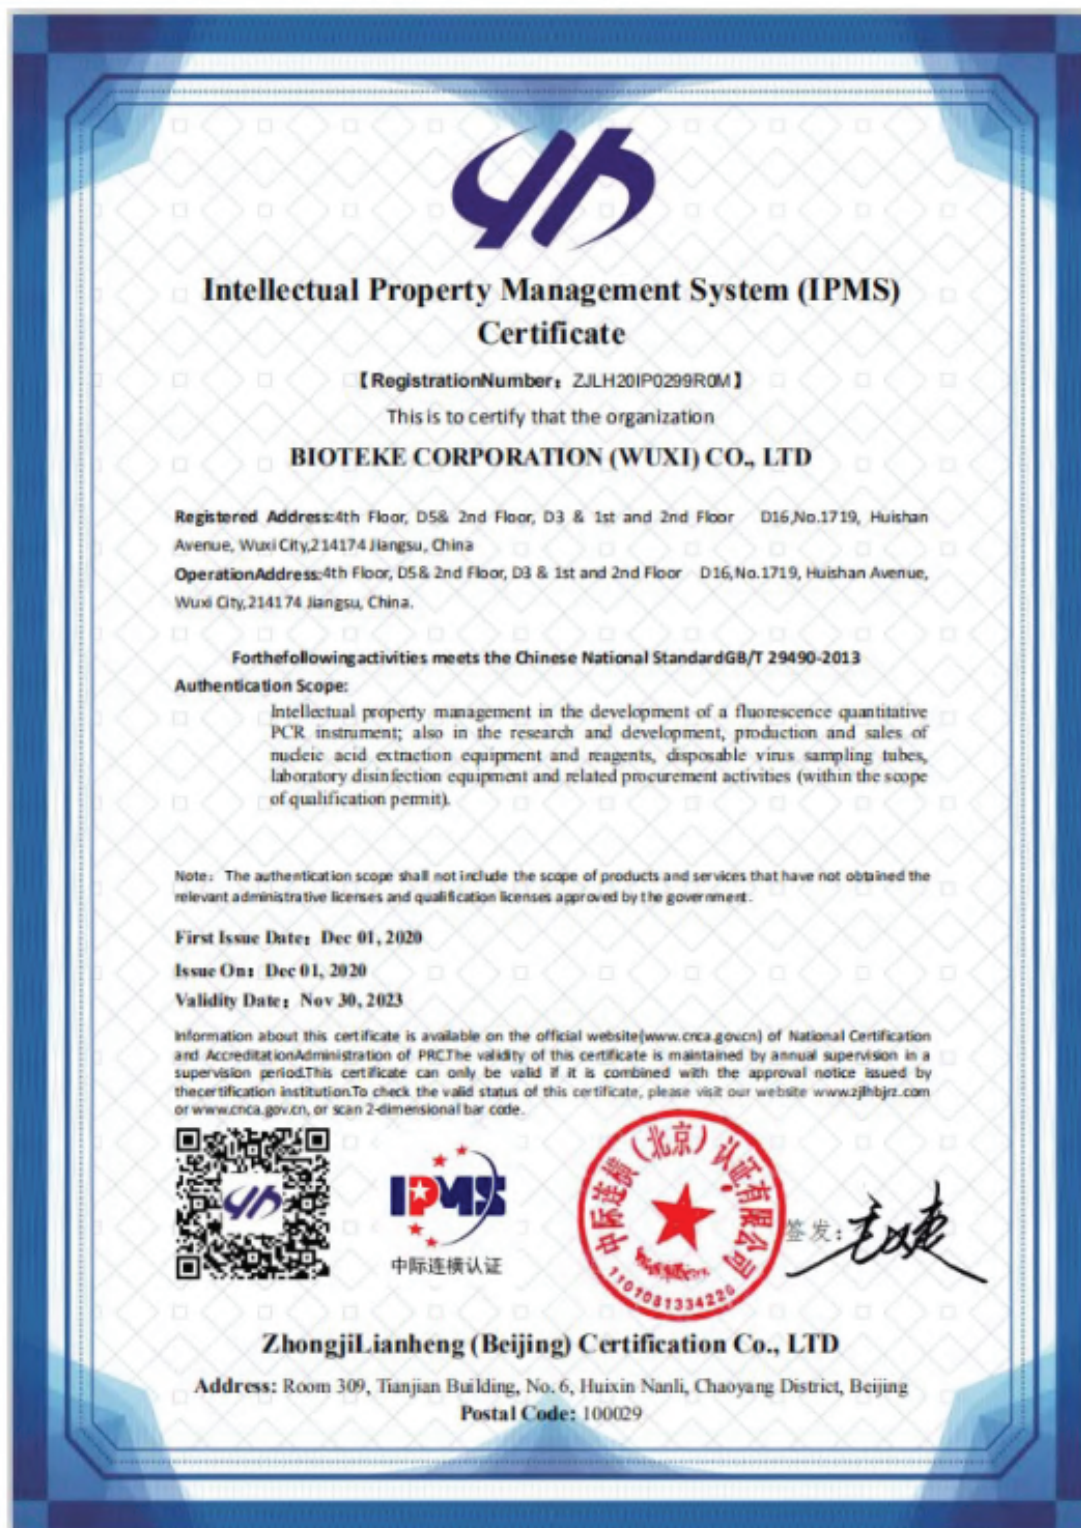 Intellectual Property Management System (IPMS)
Certificate
【RegistrationNumber：ZJLH20IP0299R0M】
This is to certify that the organization
BIOTEKE CORPORATION (WUXI) CO., LTD
Registered Address:4th Floor, D5& 2nd Floor, D3 & 1st and 2nd Floor D16,No.1719, Huishan
Avenue, Wuxi City,214174 Jiangsu, China
OperationAddress:4th Floor, D5& 2nd Floor, D3 & 1st and 2nd Floor D16,No.1719, Huishan Avenue,
Wuxi City,214174 Jiangsu, China.
Forthefollowingactivities meets the Chinese National StandardGB/T 29490-2013
Authentication Scope:
Intellectual property management in the development of a fluorescence quantitative
PCR instrument; also in the research and development, production and sales of
nucleic acid extraction equipment and reagents, disposable virus sampling tubes,
laboratory disinfection equipment and related procurement activities (within the scope
of qualification permit).
Note：The authentication scope shall not include the scope of products and services that have not obtained the
relevant administrative licenses and qualification licenses approved by the government.
First Issue Date：Dec 01, 2020
Issue On：Dec 01, 2020
Validity Date：Nov 30, 2023
Information about this certificate is available on the official website(www.cnca.gov.cn) of National Certification
and AccreditationAdministration of PRC.The validity of this certificate is maintained by annual supervision in a
supervision period.This certificate can only be valid if it is combined with the approval notice issued by
thecertification institution.To check the valid status of this certificate, please visit our website www.zjlhbjrz.com
or www.cnca.gov.cn, or scan 2-dimensional bar code.
IPMS
中际连横认证
中际连横（北京）认证有限公司
1101081334226
签发:
ZhongjiLianheng (Beijing) Certification Co., LTD
Address: Room 309, Tianjian Building, No. 6, Huixin Nanli, Chaoyang District, Beijing
Postal Code: 100029